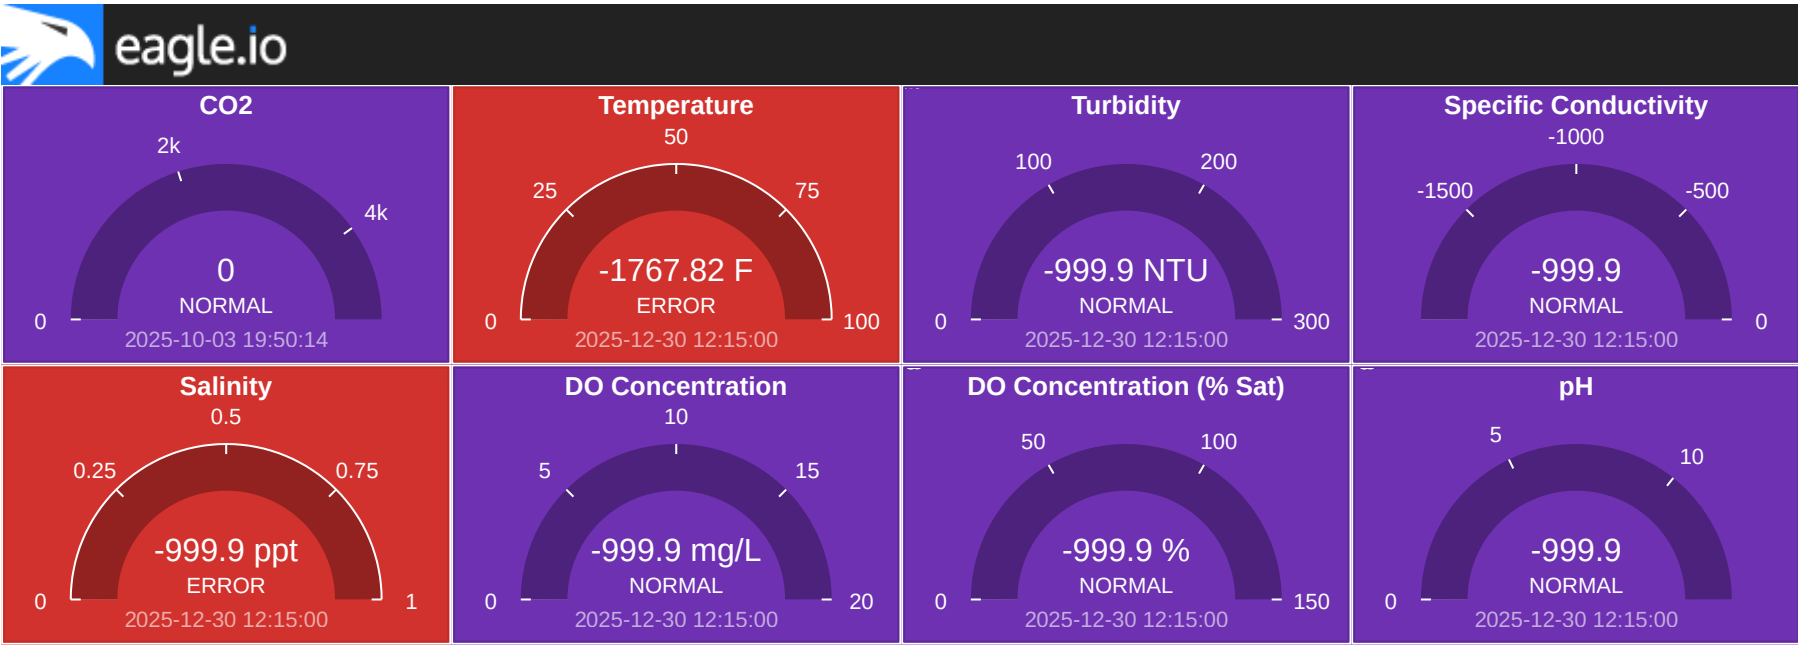 eagle.io
CO2
2k
4k
0
NORMAL
0
2025-10-03 19:50:14
Temperature
50
25
75
-1767.82 F
ERROR
0
100
2025-12-30 12:15:00
Turbidity
100
200
-999.9 NTU
NORMAL
0
300
2025-12-30 12:15:00
Specific Conductivity
-1000
-1500
-500
-999.9
NORMAL
0
2025-12-30 12:15:00
Salinity
0.5
0.25
0.75
-999.9 ppt
ERROR
0
1
2025-12-30 12:15:00
DO Concentration
10
5
15
-999.9 mg/L
NORMAL
0
20
2025-12-30 12:15:00
DO Concentration (% Sat)
50
100
-999.9 %
NORMAL
0
150
2025-12-30 12:15:00
pH
5
10
-999.9
NORMAL
0
2025-12-30 12:15:00